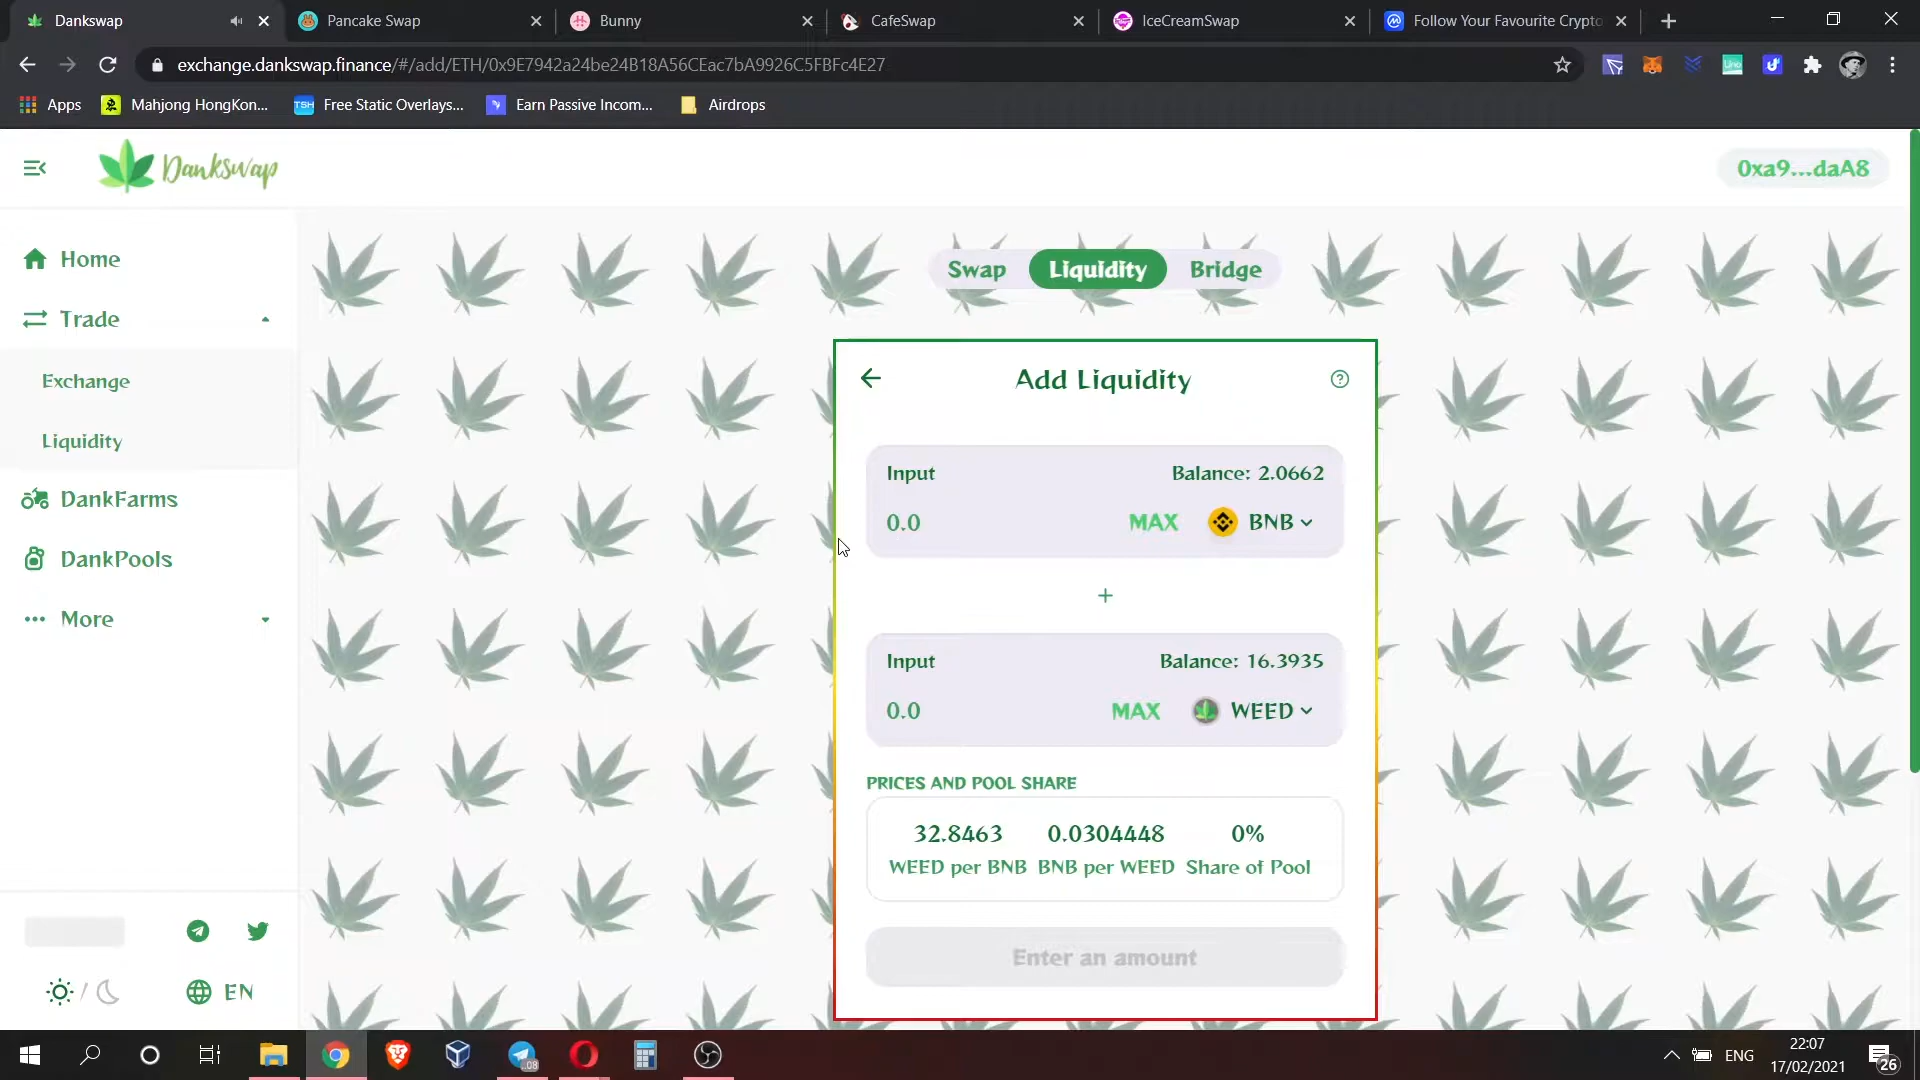 Dankswap
Pancake Swap
Bunny
CafeSwap
IceCreamSwap
Follow Your Favourite Crypto
exchange.dankswap.finance/#/add/ETH/0x9E7942a24be24B18A56CEac7bA9926C5FBFc4E27
Apps
Mahjong HongKon...
TSH
Free Static Overlays...
Earn Passive Incom...
Airdrops
Dankswap
0xa9...daA8
Home
Trade
Exchange
Liquidity
DankFarms
DankPools
More
EN
Swap
Liquidity
Bridge
Add Liquidity
Input
Balance: 2.0662
0.0
MAX
BNB
+
Input
Balance: 16.3935
0.0
MAX
WEED
PRICES AND POOL SHARE
32.8463 0.0304448 0%
WEED per BNB BNB per WEED Share of Pool
Enter an amount
ENG
22:07
17/02/2021
26